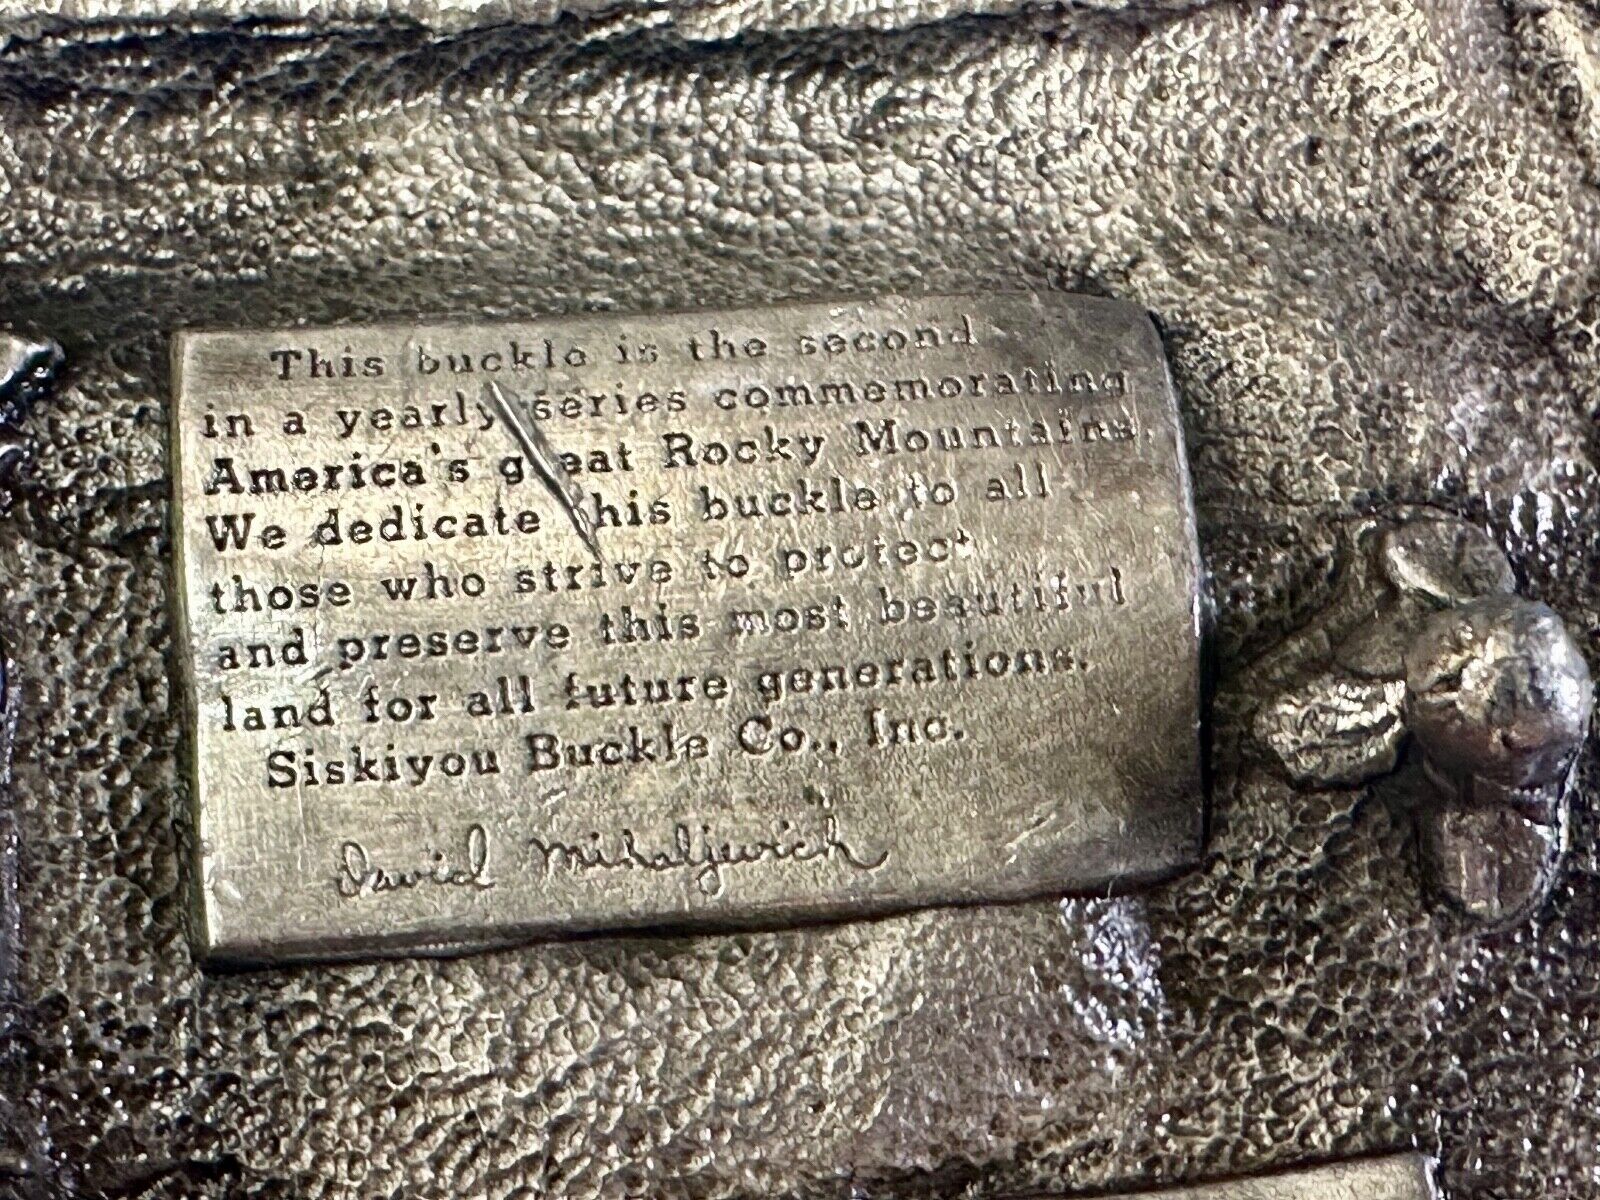 This buckle is the second
in a yearly series commemorating
America's great Rocky Mountains.
We dedicate this buckle to all
those who strive to protect
and preserve this most beautiful
land for all future generations.
Siskiyou Buckle Co., Inc.
David Mihaljevich